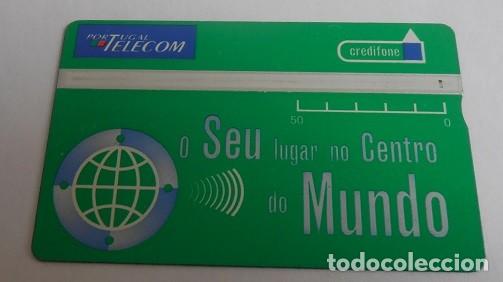 PORTUGAL
TELECOM
credifone
50 0
O Seu lugar no Centro
do Mundo
todocoleccion